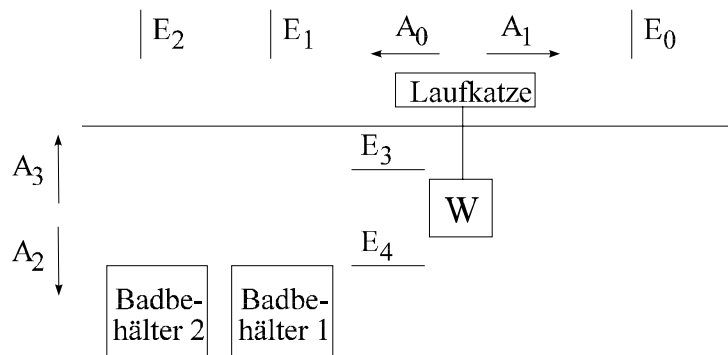 E2 E1 A0 A1 E0
Laufkatze
A3 E3
W
A2 E4
Badbe-
hälter 2
Badbe-
hälter 1